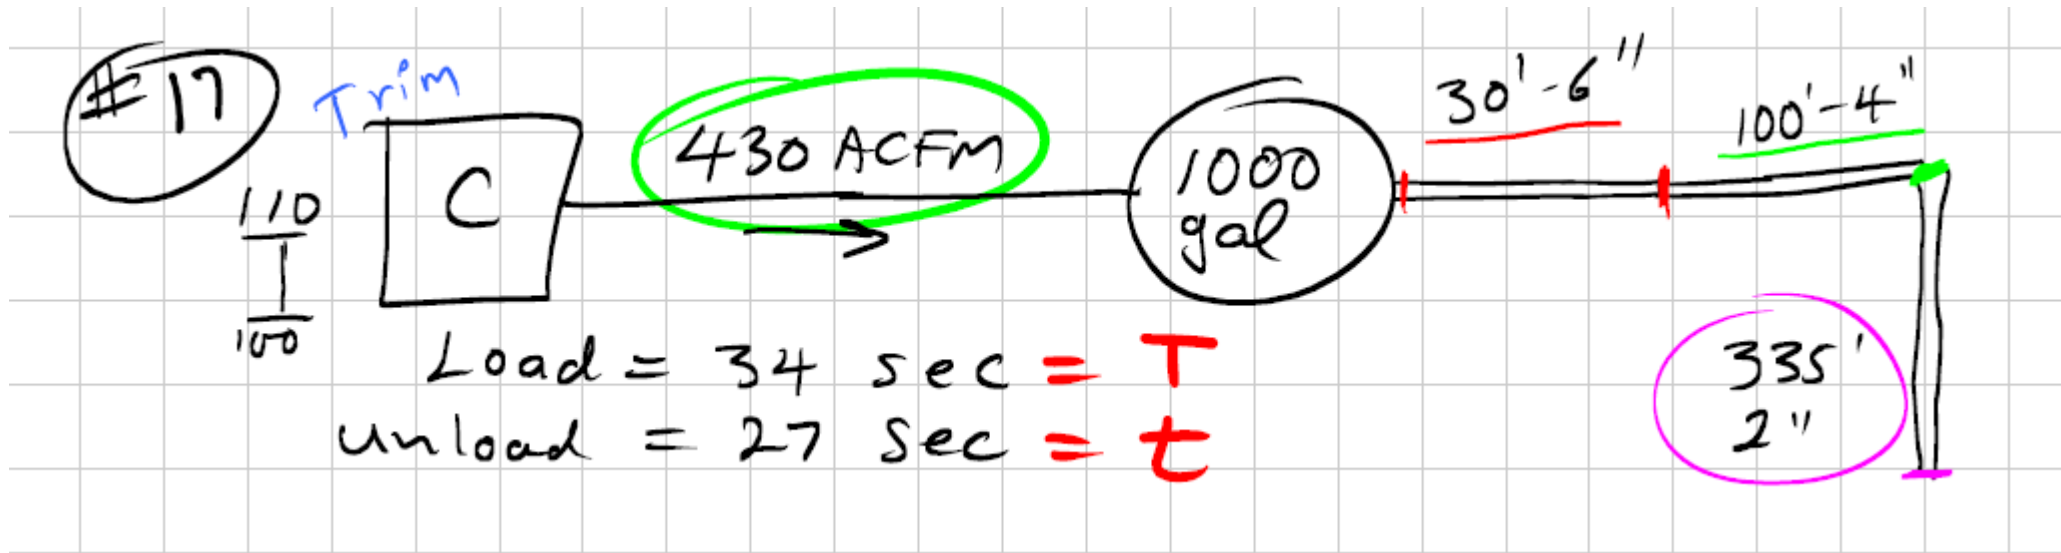 #17
Trim
C
110
100
430 ACFM
1000
gal
30'-6"
100'-4"
335'
2"
Load = 34 sec = T
unload = 27 sec = t